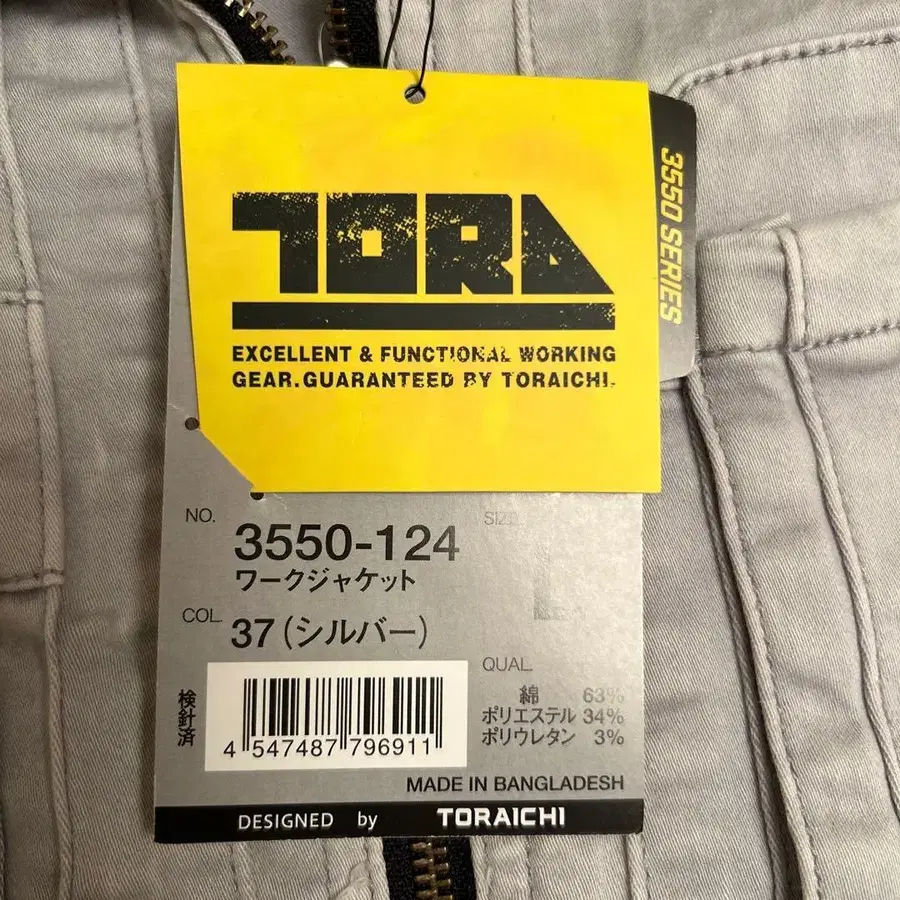 TORA
EXCELLENT & FUNCTIONAL WORKING
GEAR. GUARANTEED BY TORAICHI.
3550 SERIES
NO. 3550-124
ワークジャケット
SIZE
L
COL. 37(シルバー)
QUAL.
綿 63%
ポリエステル 34%
ポリウレタン 3%
検針済
4 547487 796911
MADE IN BANGLADESH
DESIGNED by TORAICHI